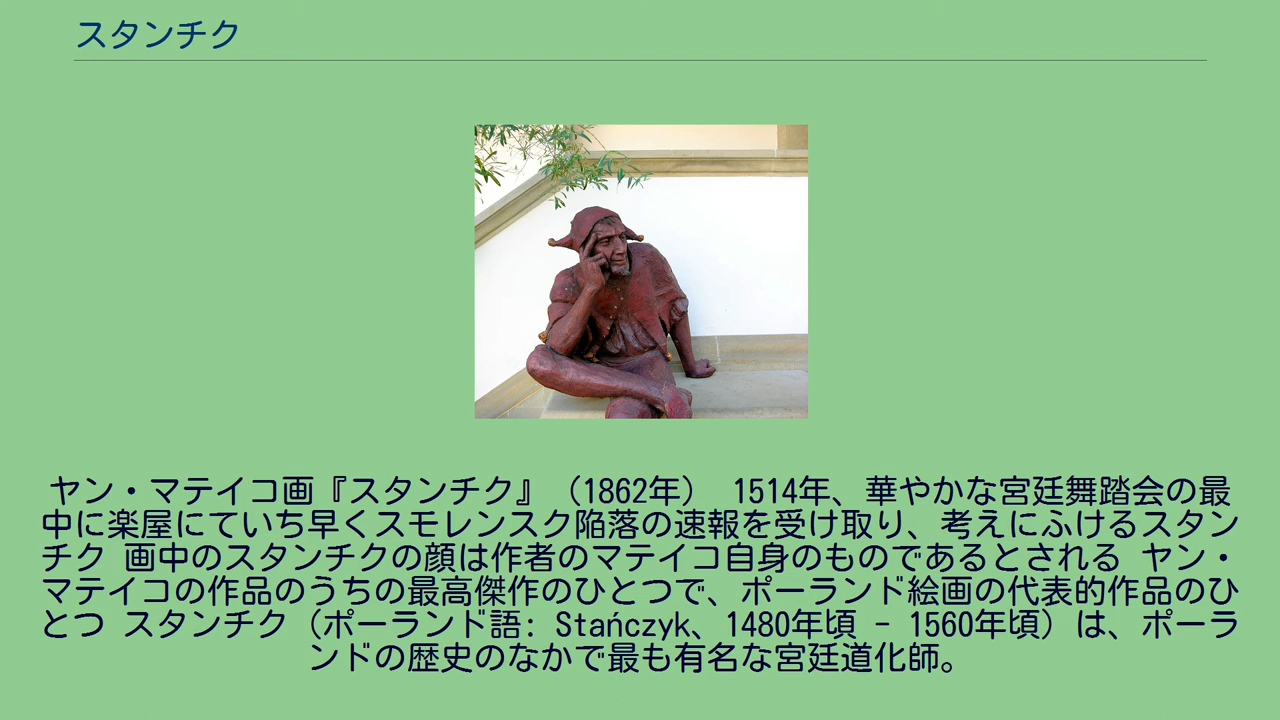 スタンチク
ヤン・マテイコ画『スタンチク』（1862年） 1514年、華やかな宮廷舞踏会の最
中に楽屋にていち早くスモレンスク陥落の速報を受け取り、考えにふけるスタン
チク 画中のスタンチクの顔は作者のマテイコ自身のものであるとされる ヤン・
マテイコの作品のうちの最高傑作のひとつで、ポーランド絵画の代表的作品のひ
とつ スタンチク（ポーランド語: Stańczyk、1480年頃 - 1560年頃）は、ポーラ
ンドの歴史のなかで最も有名な宮廷道化師。